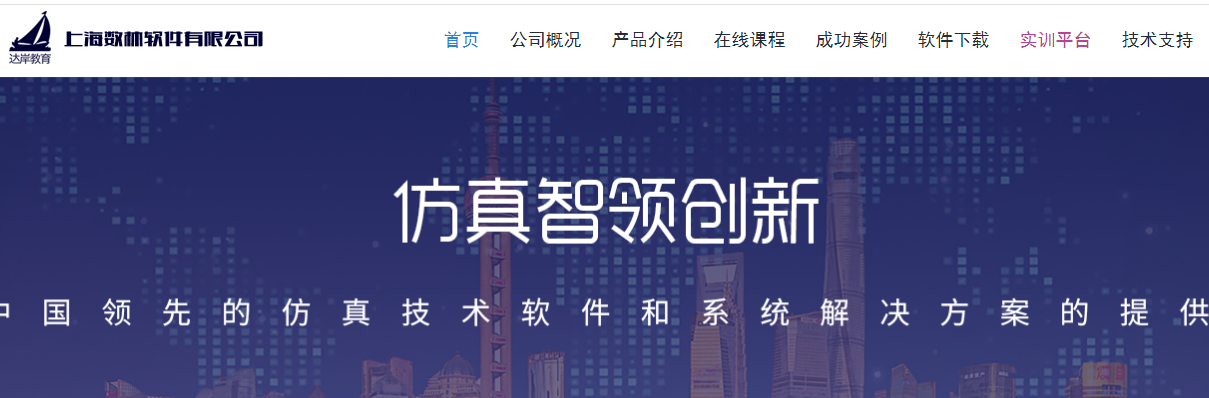 上海数林软件有限公司
达岸教育
首页 公司概况 产品介绍 在线课程 成功案例 软件下载 实训平台 技术支持
仿真智领创新
中国领先的仿真技术软件和系统解决方案的提供